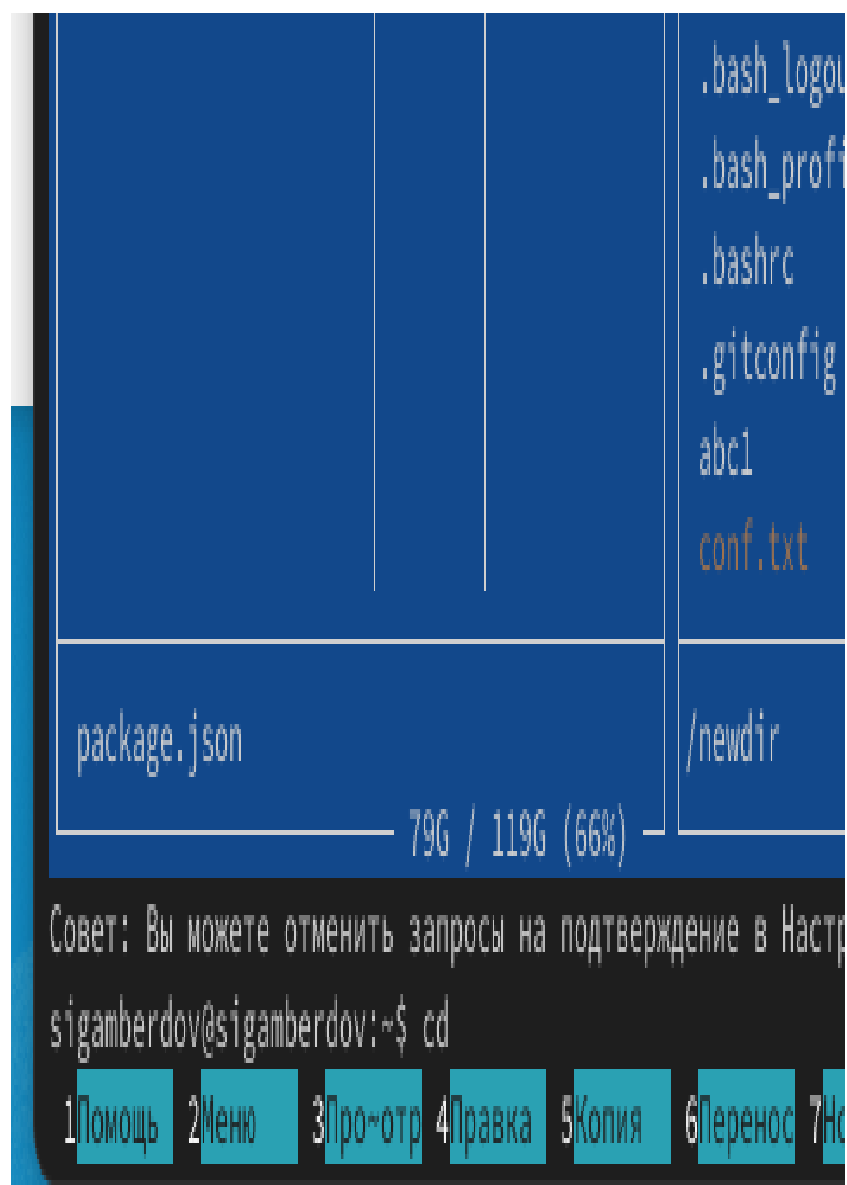 .bash_logou
.bash_profi
.bashrc
.gitconfig
abc1
conf.txt
package.json
/newdir
79G / 119G (66%)
Совет: Вы можете отменить запросы на подтверждение в Настр
sigamberdov@sigamberdov:~$ cd
1Помощь 2Меню 3Про~отр 4Правка 5Копия 6Перенос 7Но